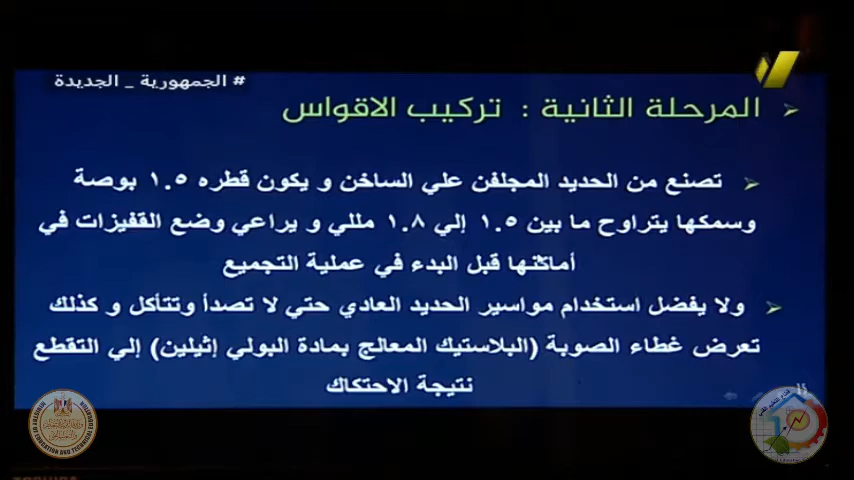 # الجمهورية _ الجديدة
المرحلة الثانية : تركيب الاقواس
تصنع من الحديد المجلفن علي الساخن و يكون قطره ١.٥ بوصة
وسمكها يتراوح ما بين ١.٥ إلي ١.٨ مللي و يراعي وضع القفيزات في
أماكنها قبل البدء في عملية التجميع
ولا يفضل استخدام مواسير الحديد العادي حتي لا تصدأ وتتأكل و كذلك
تعرض غطاء الصوبة (البلاستيك المعالج بمادة البولي إثيلين) إلي التقطع
نتيجة الاحتكاك
TOSHIBA